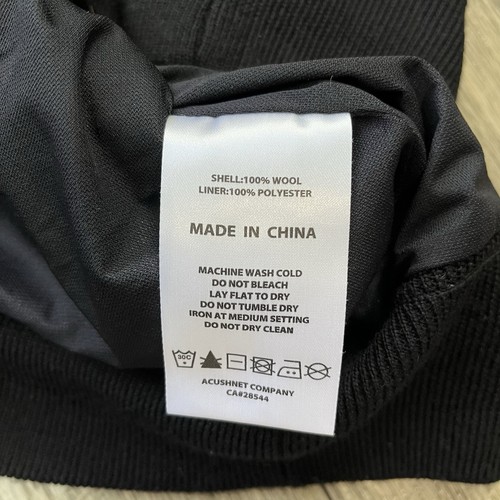 SHELL:100% WOOL
LINER:100% POLYESTER
MADE IN CHINA
MACHINE WASH COLD
DO NOT BLEACH
LAY FLAT TO DRY
DO NOT TUMBLE DRY
IRON AT MEDIUM SETTING
DO NOT DRY CLEAN
30C
ACUSHNET COMPANY
CA#28544